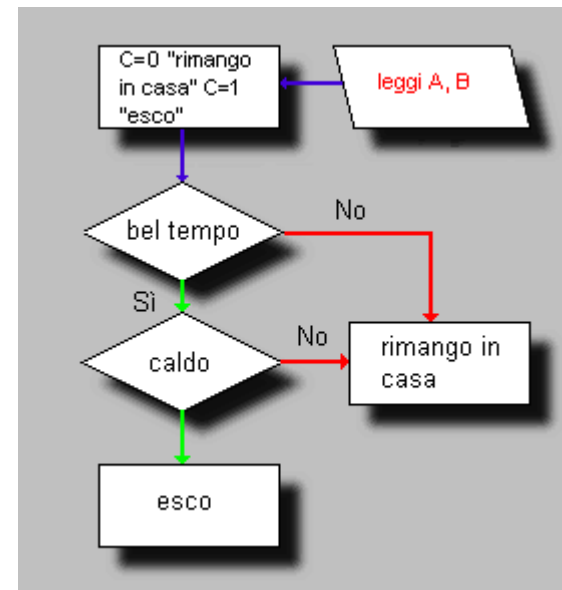 C=0 "rimango
in casa" C=1
"esco"
leggi A, B
bel tempo
No
Sì
caldo
No
rimango in
casa
esco